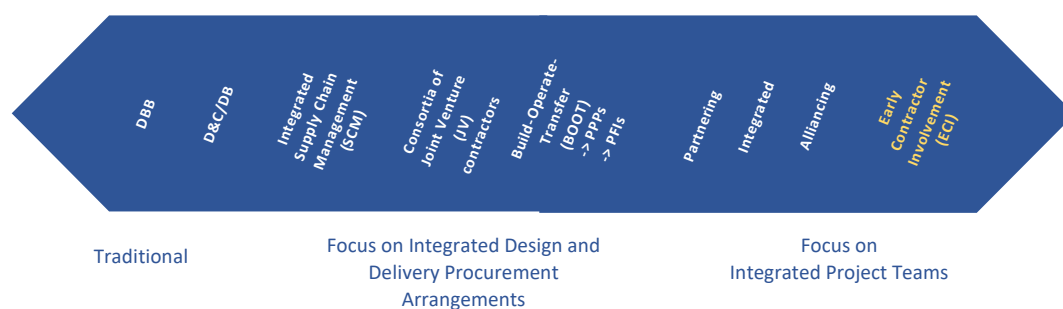 DBB
D&C/DB
Integrated
Supply Chain
Management
(SCM)
Consortia of
Joint Venture
(JV)
contractors
Build-Operate-
Transfer
(BOOT)
-> PPPs
-> PFIs
Partnering
Integrated
Alliancing
Early
Contractor
Involvement
(ECI)
Traditional
Focus on Integrated Design and
Delivery Procurement
Arrangements
Focus on
Integrated Project Teams